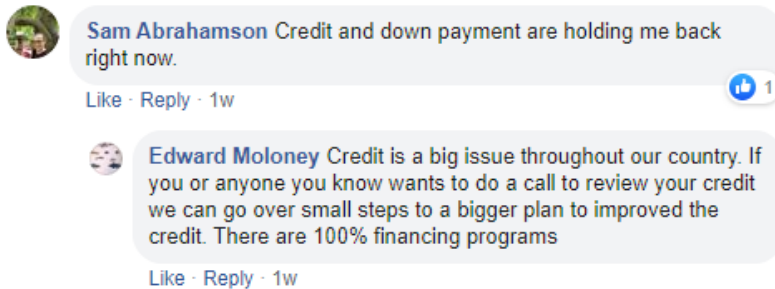 Sam Abrahamson Credit and down payment are holding me back
right now.
1
Like · Reply · 1w
Edward Moloney Credit is a big issue throughout our country. If
you or anyone you know wants to do a call to review your credit
we can go over small steps to a bigger plan to improved the
credit. There are 100% financing programs
Like · Reply · 1w